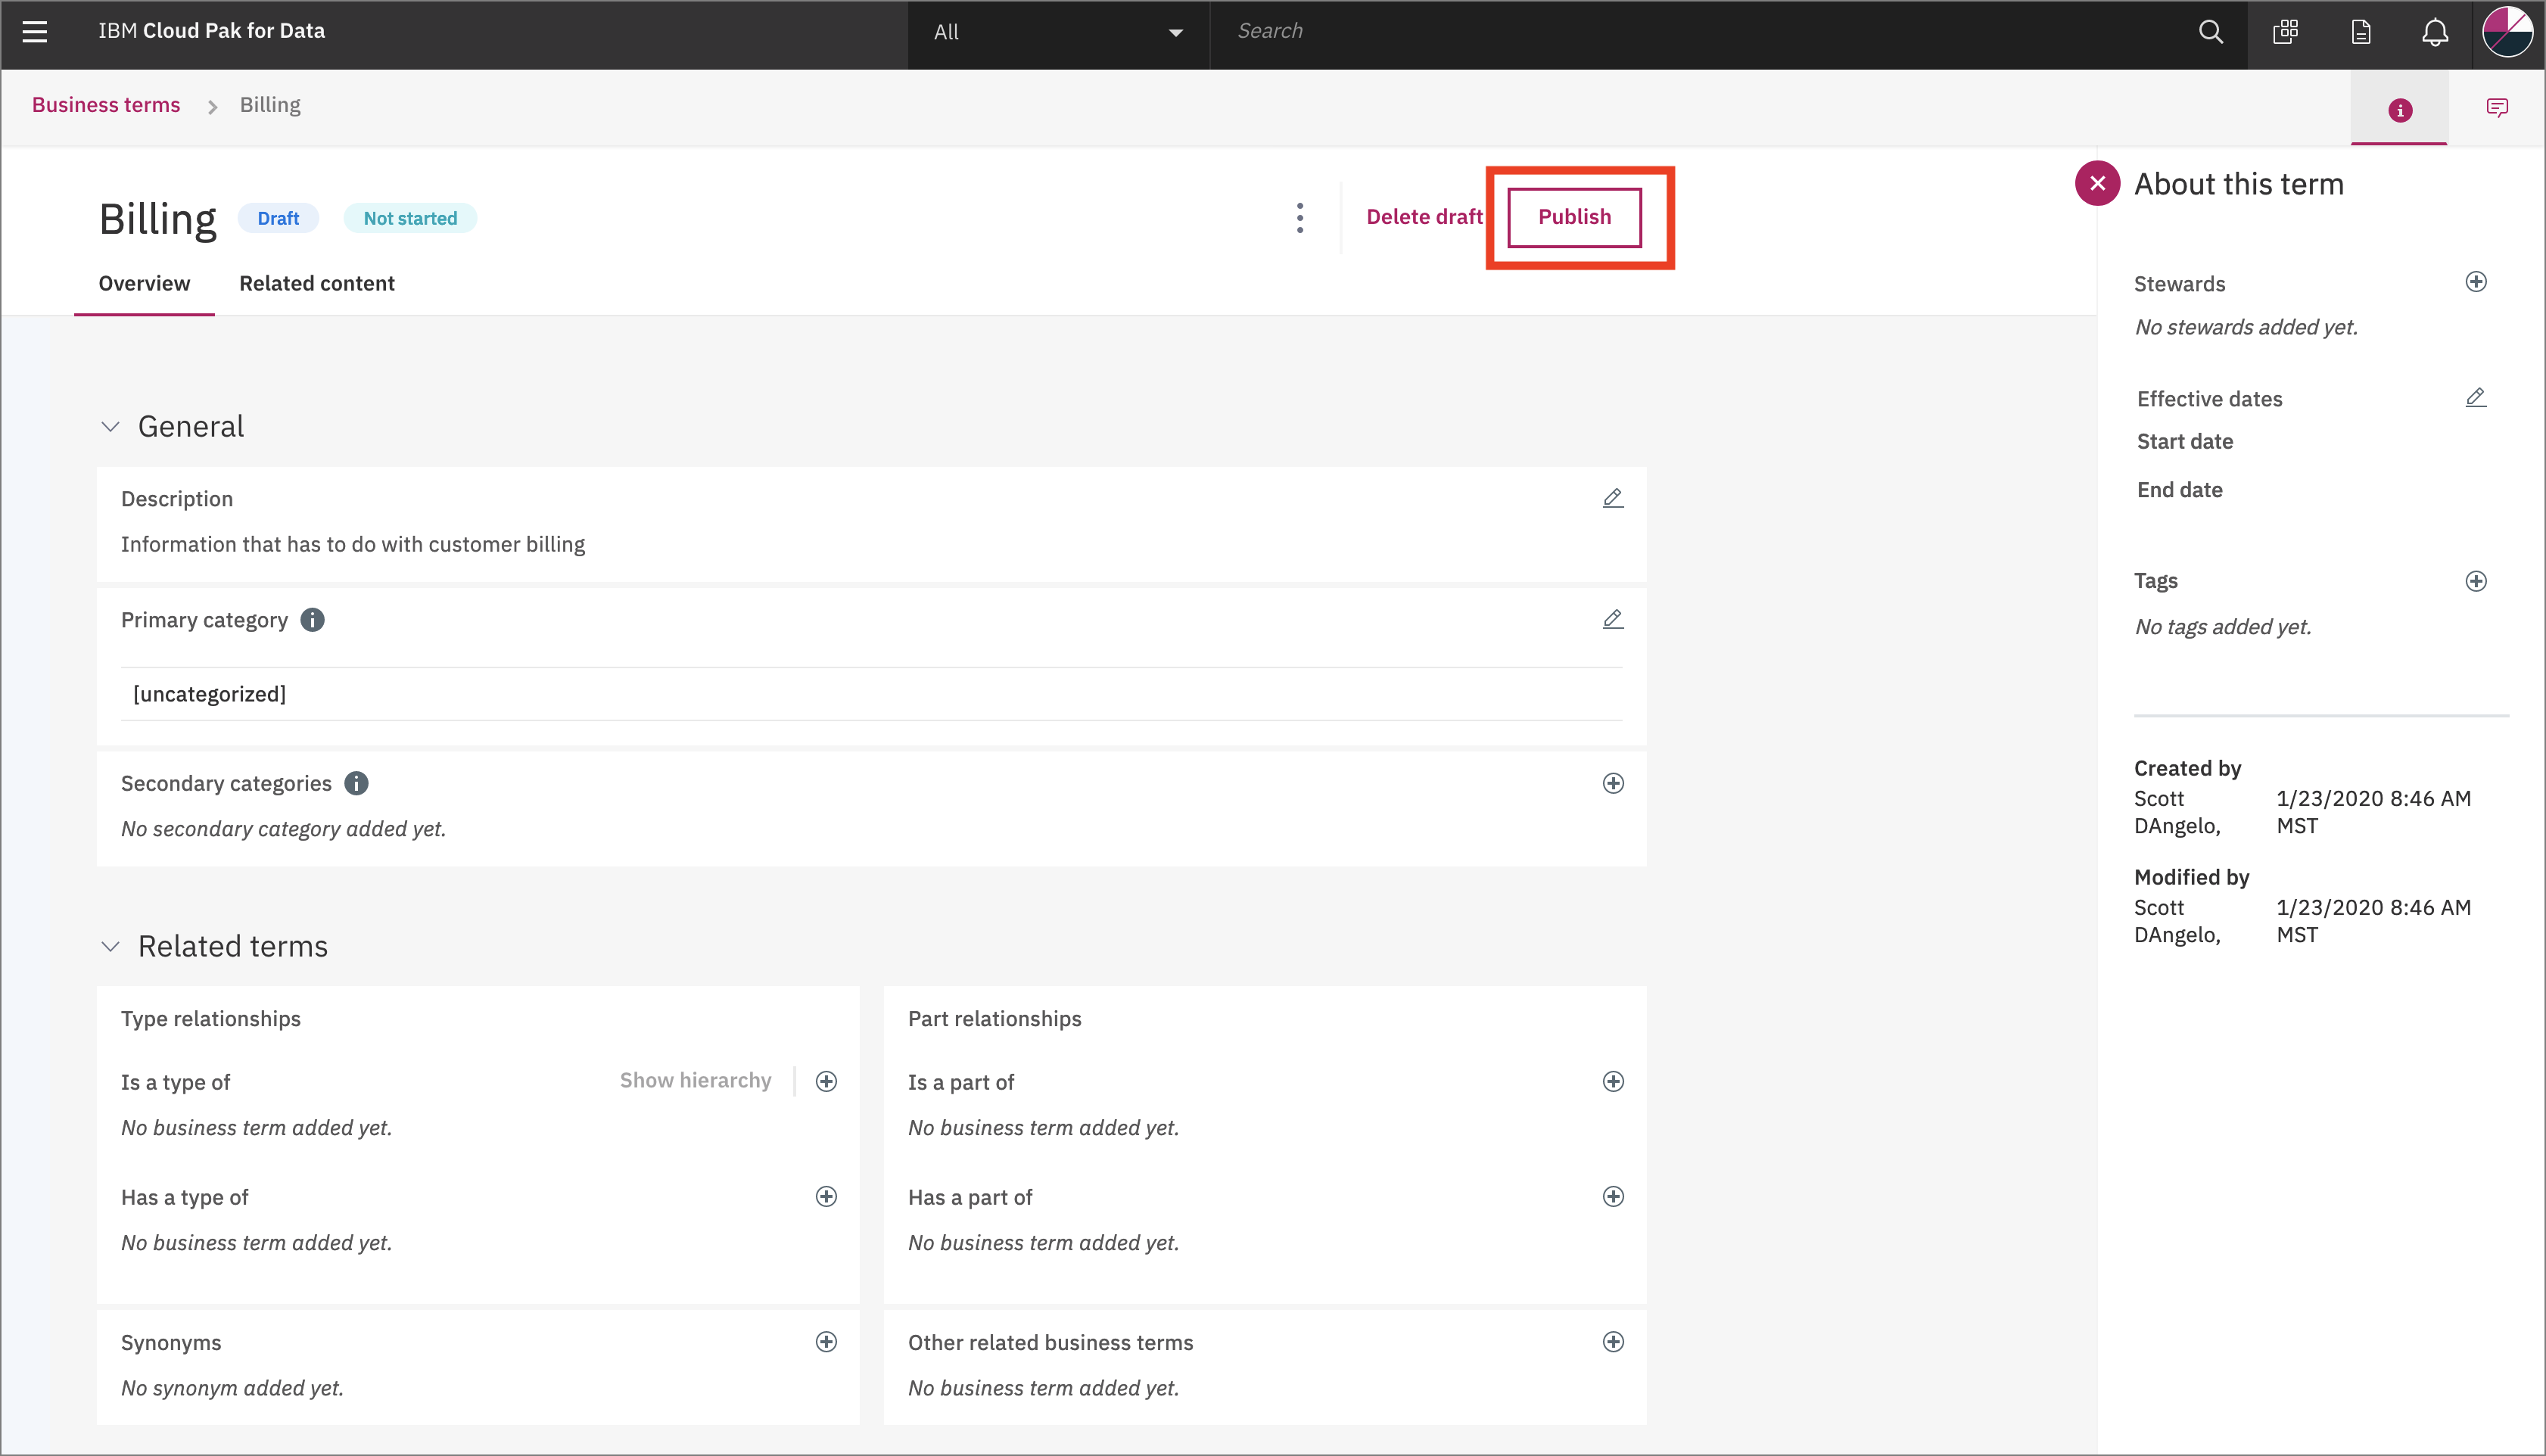 IBM Cloud Pak for Data
All
Search
Business terms
Billing
Billing
Draft
Not started
Delete draft
Publish
Overview
Related content
General
Description
Information that has to do with customer billing
Primary category
[uncategorized]
Secondary categories
No secondary category added yet.
Related terms
Type relationships
Is a type of
Show hierarchy
No business term added yet.
Has a type of
No business term added yet.
Part relationships
Is a part of
No business term added yet.
Has a part of
No business term added yet.
Synonyms
No synonym added yet.
Other related business terms
No business term added yet.
About this term
Stewards
No stewards added yet.
Effective dates
Start date
End date
Tags
No tags added yet.
Created by
Scott DAngelo,
1/23/2020 8:46 AM MST
Modified by
Scott DAngelo,
1/23/2020 8:46 AM MST